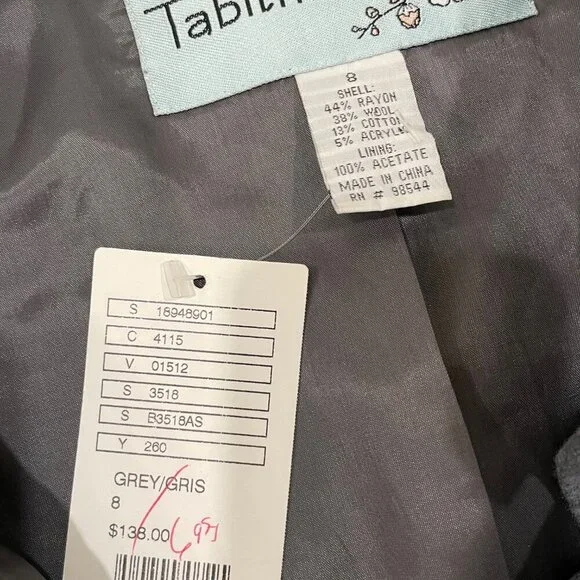 Tabith
8
SHELL:
44% RAYON
38% WOOL
13% COTTON
5% ACRYLIC
LINING:
100% ACETATE
MADE IN CHINA
RN # 98544
S 16948901
C 4115
V 01512
S 3518
S B3518AS
Y 260
GREY/GRIS
8
$138.00